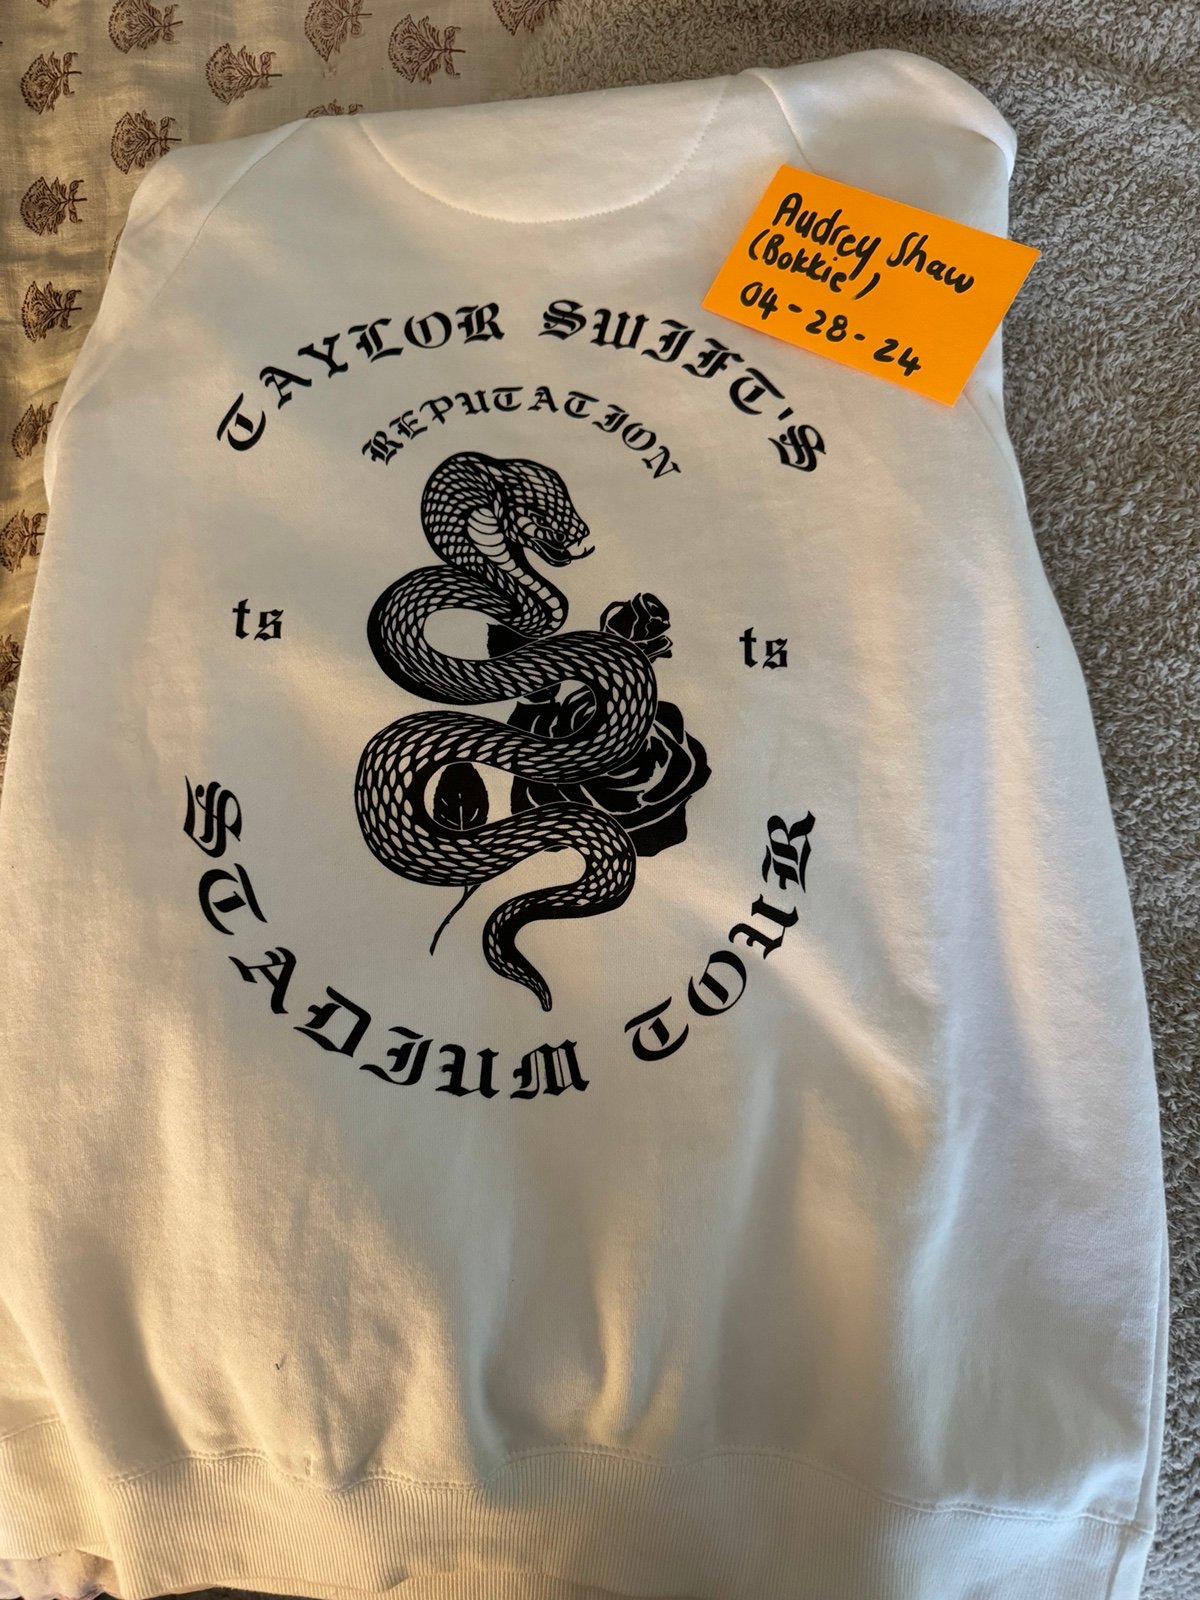 Audrey Shaw
(Bokkie)
04-28-24
TAYLOR SWIFT'S
REPUTATION
ts ts
STADIUM TOUR